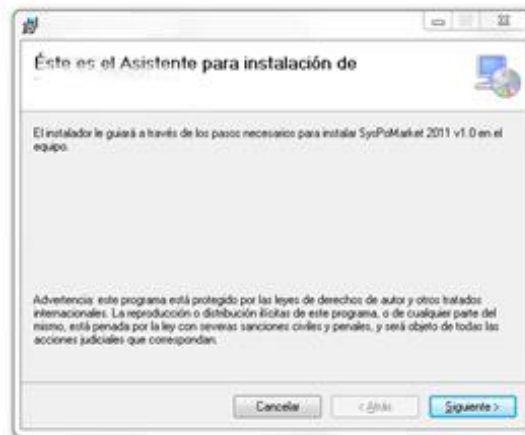 Éste es el Asistente para instalación de
El instalador le guiará a través de los pasos necesarios para instalar SysPoMarket 2011 v1.0 en el
equipo.
Advertencia: este programa está protegido por las leyes de derechos de autor y otros tratados
internacionales. La reproducción o distribución ilícitas de este programa, o de cualquier parte del
mismo, está penada por la ley con severas sanciones civiles y penales, y será objeto de todas las
acciones judiciales que correspondan.
Cancelar < Atrás Siguiente >